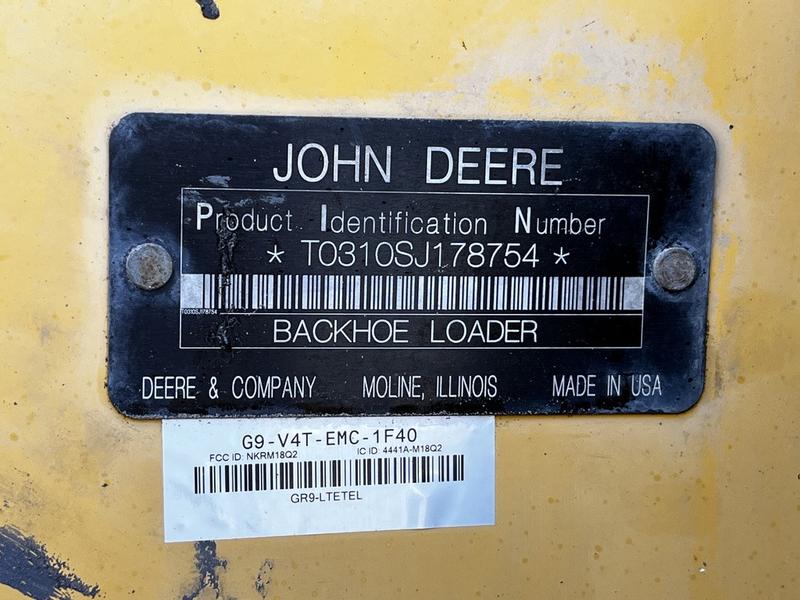 JOHN DEERE
Product Identification Number
* T0310SJ178754 *
T0310SJ178754
BACKHOE LOADER
DEERE & COMPANY MOLINE, ILLINOIS MADE IN USA
G9-V4T-EMC-1F40
FCC ID: NKRM18Q2 IC ID: 4441A-M18Q2
GR9-LTETEL